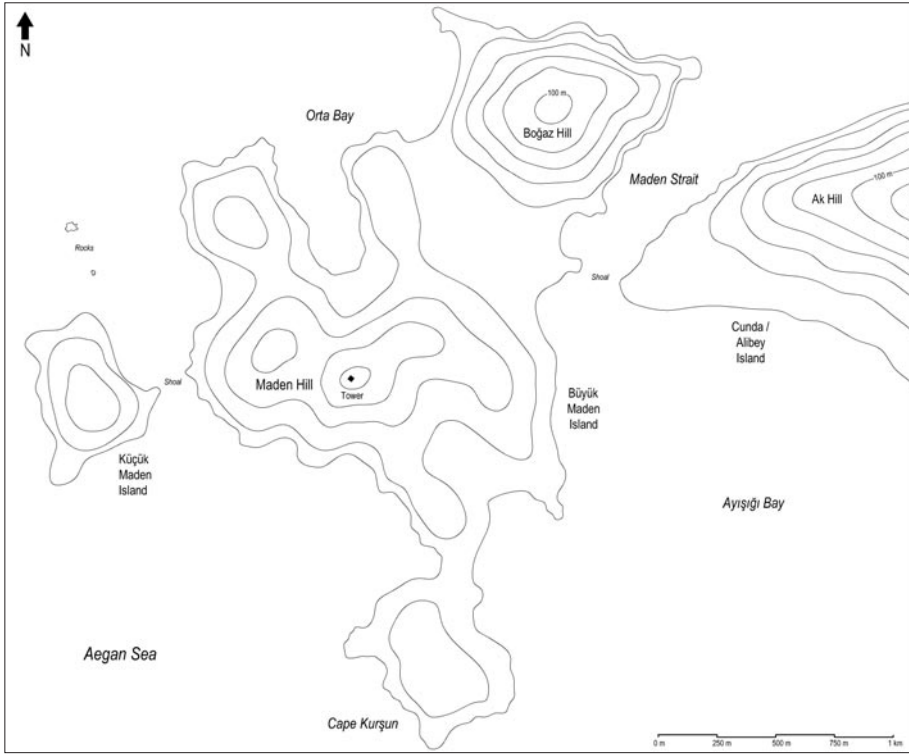 N
Orta Bay
100 m
Boğaz Hill
Maden Strait
100 m
Ak Hill
Rocks
Shoal
Cunda /
Alibey
Island
Shoal
Maden Hill
Tower
Büyük
Maden
Island
Küçük
Maden
Island
Ayışığı Bay
Aegan Sea
Cape Kurşun
0 m 250 m 500 m 750 m 1 km